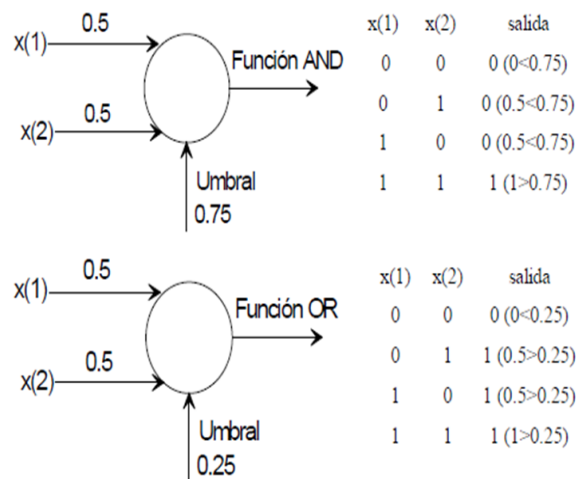 0.5
x(1)
Función AND
0.5
x(2)
Umbral
0.75
x(1) x(2) salida
0 0 0 (0<0.75)
0 1 0 (0.5<0.75)
1 0 0 (0.5<0.75)
1 1 1 (1>0.75)
0.5
x(1)
Función OR
0.5
x(2)
Umbral
0.25
x(1) x(2) salida
0 0 0 (0<0.25)
0 1 1 (0.5>0.25)
1 0 1 (0.5>0.25)
1 1 1 (1>0.25)